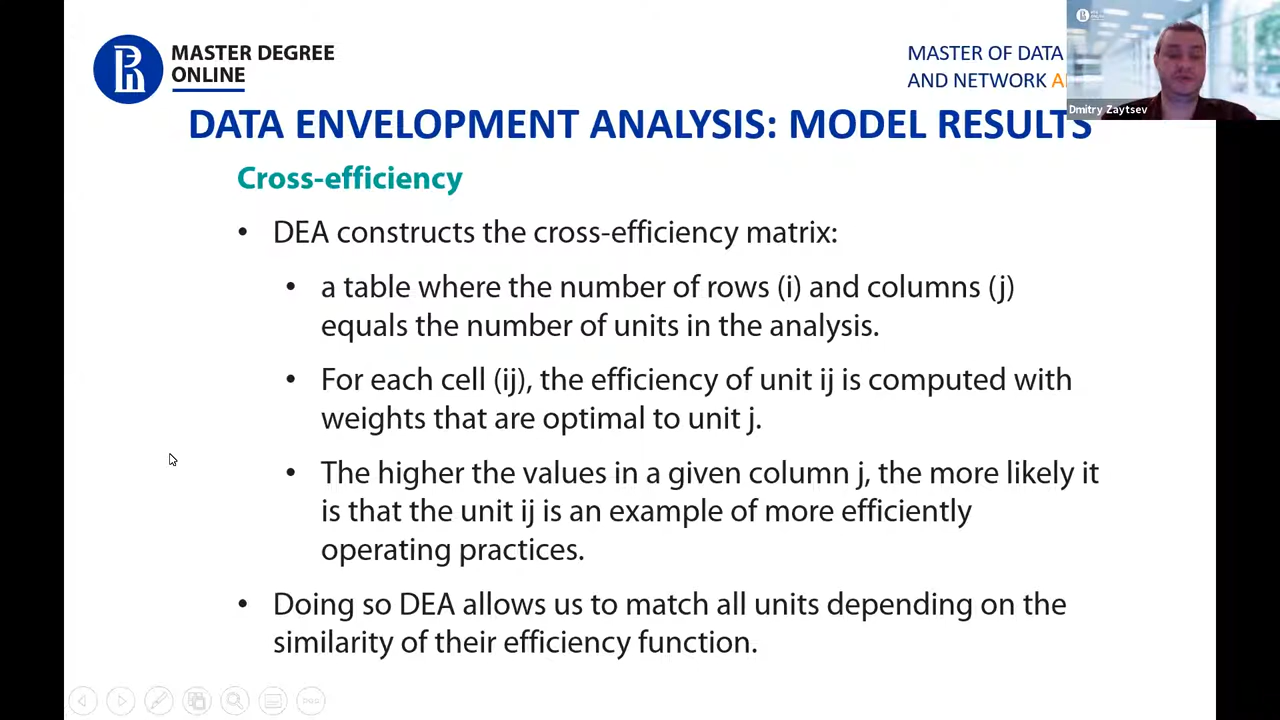 MASTER DEGREE
ONLINE
MASTER OF DATA
AND NETWORK A
Dmitry Zaytsev
DATA ENVELOPMENT ANALYSIS: MODEL RESULTS
Cross-efficiency
• DEA constructs the cross-efficiency matrix:
• a table where the number of rows (i) and columns (j)
equals the number of units in the analysis.
• For each cell (ij), the efficiency of unit ij is computed with
weights that are optimal to unit j.
• The higher the values in a given column j, the more likely it
is that the unit ij is an example of more efficiently
operating practices.
• Doing so DEA allows us to match all units depending on the
similarity of their efficiency function.